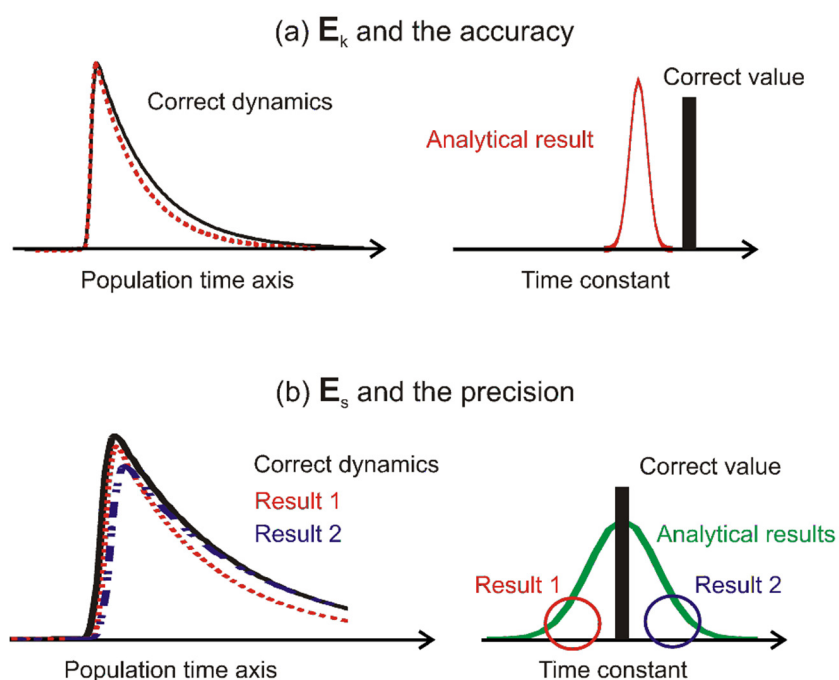 (a) Ek and the accuracy
Correct dynamics
Correct value
Analytical result
Population time axis
Time constant
(b) Es and the precision
Correct dynamics
Result 1
Result 2
Correct value
Analytical results
Result 1
Result 2
Population time axis
Time constant